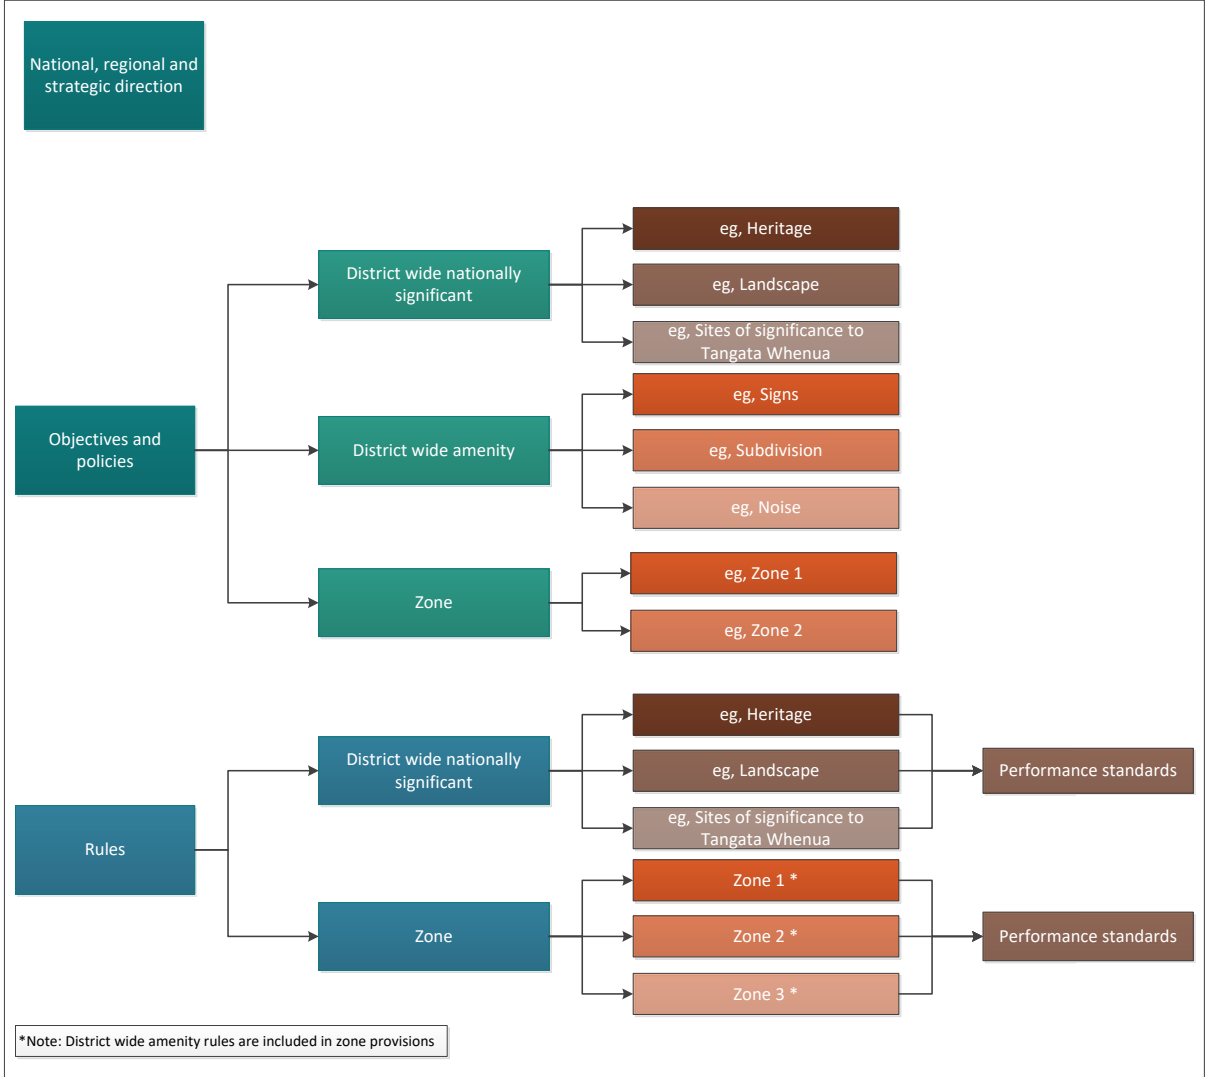 National, regional and
strategic direction
eg, Heritage
District wide nationally
significant
eg, Landscape
eg, Sites of significance to
Tangata Whenua
eg, Signs
Objectives and
policies
District wide amenity
eg, Subdivision
eg, Noise
eg, Zone 1
Zone
eg, Zone 2
eg, Heritage
District wide nationally
significant
eg, Landscape
Performance standards
eg, Sites of significance to
Tangata Whenua
Rules
Zone 1 *
Zone
Zone 2 *
Performance standards
Zone 3 *
*Note: District wide amenity rules are included in zone provisions